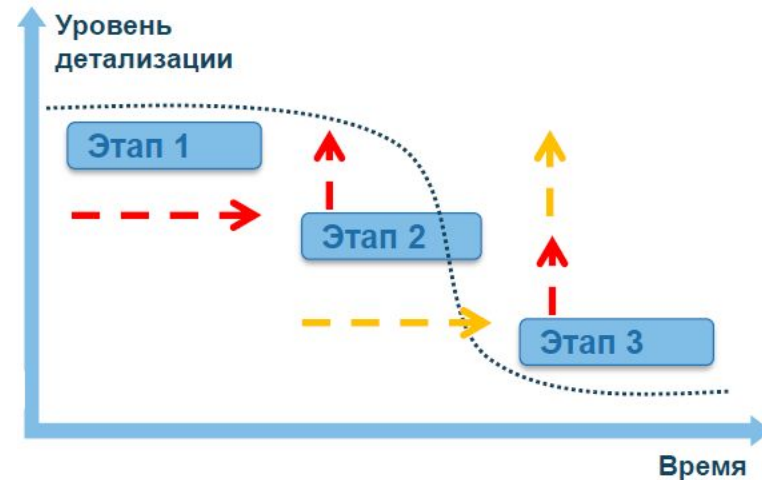 Уровень
детализации
Этап 1
Этап 2
Этап 3
Время